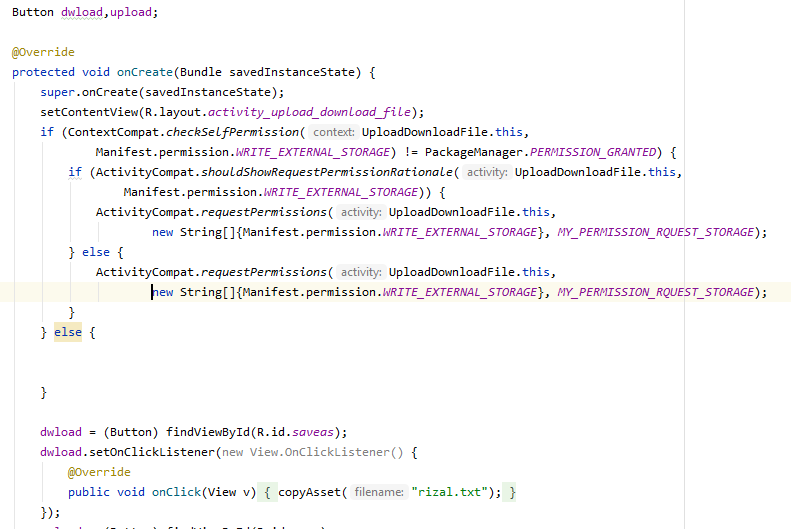 Button dwload,upload;
@Override
protected void onCreate(Bundle savedInstanceState) {
super.onCreate(savedInstanceState);
setContentView(R.layout.activity_upload_download_file);
if (ContextCompat.checkSelfPermission( context: UploadDownloadFile.this,
Manifest.permission.WRITE_EXTERNAL_STORAGE) != PackageManager.PERMISSION_GRANTED) {
if (ActivityCompat.shouldShowRequestPermissionRationale( activity: UploadDownloadFile.this,
Manifest.permission.WRITE_EXTERNAL_STORAGE)) {
ActivityCompat.requestPermissions( activity: UploadDownloadFile.this,
new String[]{Manifest.permission.WRITE_EXTERNAL_STORAGE}, MY_PERMISSION_RQUEST_STORAGE);
} else {
ActivityCompat.requestPermissions( activity: UploadDownloadFile.this,
new String[]{Manifest.permission.WRITE_EXTERNAL_STORAGE}, MY_PERMISSION_RQUEST_STORAGE);
}
} else {
}
dwload = (Button) findViewById(R.id.saveas);
dwload.setOnClickListener(new View.OnClickListener() {
@Override
public void onClick(View v) { copyAsset( filename: "rizal.txt"); }
});